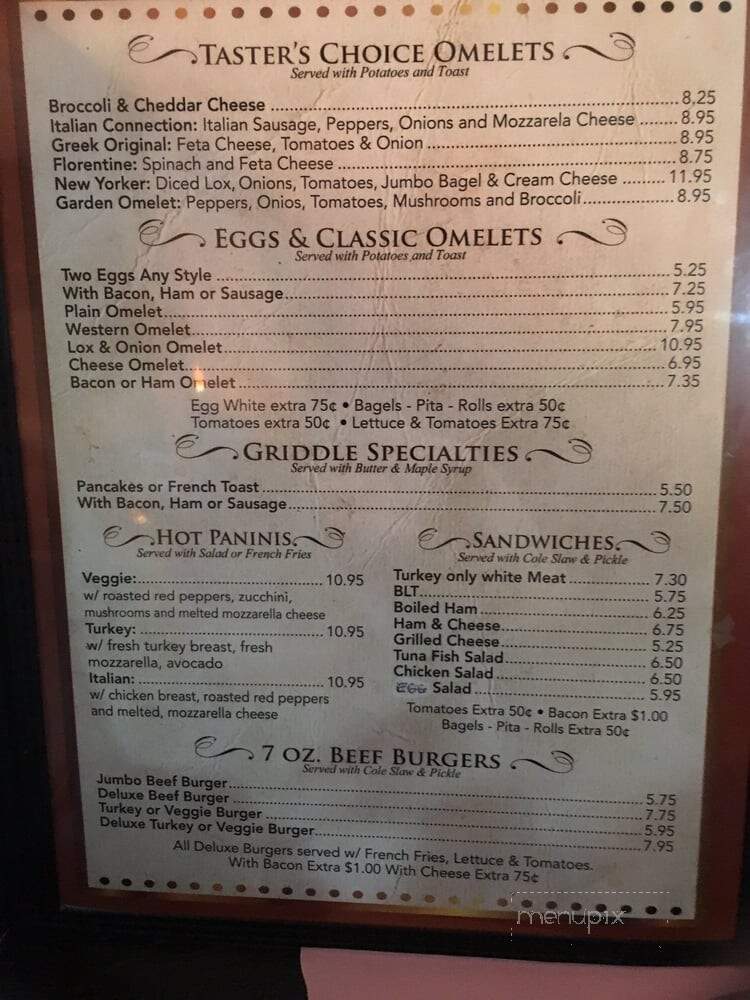 TASTER'S CHOICE OMELETS
Served with Potatoes and Toast
Broccoli & Cheddar Cheese 8.25
Italian Connection: Italian Sausage, Peppers, Onions and Mozzarela Cheese 8.95
Greek Original: Feta Cheese, Tomatoes & Onion 8.95
Florentine: Spinach and Feta Cheese 8.75
New Yorker: Diced Lox, Onions, Tomatoes, Jumbo Bagel & Cream Cheese 11.95
Garden Omelet: Peppers, Onios, Tomatoes, Mushrooms and Broccoli 8.95
EGGS & CLASSIC OMELETS
Served with Potatoes and Toast
Two Eggs Any Style 5.25
With Bacon, Ham or Sausage 7.25
Plain Omelet 5.95
Western Omelet 7.95
Lox & Onion Omelet 10.95
Cheese Omelet 6.95
Bacon or Ham Omelet 7.35
Egg White extra 75¢ • Bagels - Pita - Rolls extra 50¢
Tomatoes extra 50¢ • Lettuce & Tomatoes Extra 75¢
GRIDDLE SPECIALTIES
Served with Butter & Maple Syrup
Pancakes or French Toast 5.50
With Bacon, Ham or Sausage 7.50
HOT PANINIS
Served with Salad or French Fries
Veggie: 10.95
w/ roasted red peppers, zucchini,
mushrooms and melted mozzarella cheese
Turkey: 10.95
w/ fresh turkey breast, fresh
mozzarella, avocado
Italian: 10.95
w/ chicken breast, roasted red peppers
and melted, mozzarella cheese
SANDWICHES
Served with Cole Slaw & Pickle
Turkey only white Meat 7.30
BLT 5.75
Boiled Ham 6.25
Ham & Cheese 6.75
Grilled Cheese 5.25
Tuna Fish Salad 6.50
Chicken Salad 6.50
EGG Salad 5.95
Tomatoes Extra 50¢ • Bacon Extra $1.00
Bagels - Pita - Rolls Extra 50¢
7 OZ. BEEF BURGERS
Served with Cole Slaw & Pickle
Jumbo Beef Burger 5.75
Deluxe Beef Burger 7.75
Turkey or Veggie Burger 5.95
Deluxe Turkey or Veggie Burger 7.95
All Deluxe Burgers served w/ French Fries, Lettuce & Tomatoes.
With Bacon Extra $1.00 With Cheese Extra 75¢
menupix